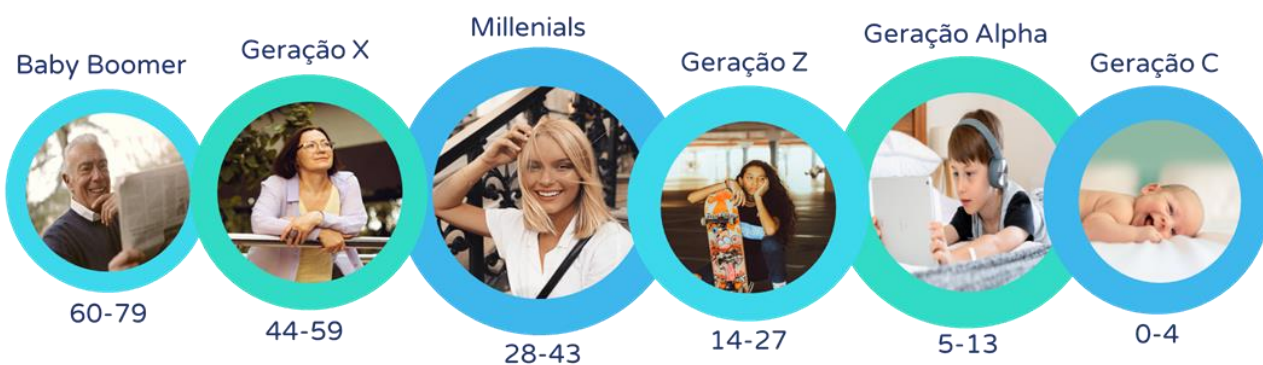 Baby Boomer
Geração X
Millenials
Geração Z
Geração Alpha
Geração C
60-79
44-59
28-43
14-27
5-13
0-4